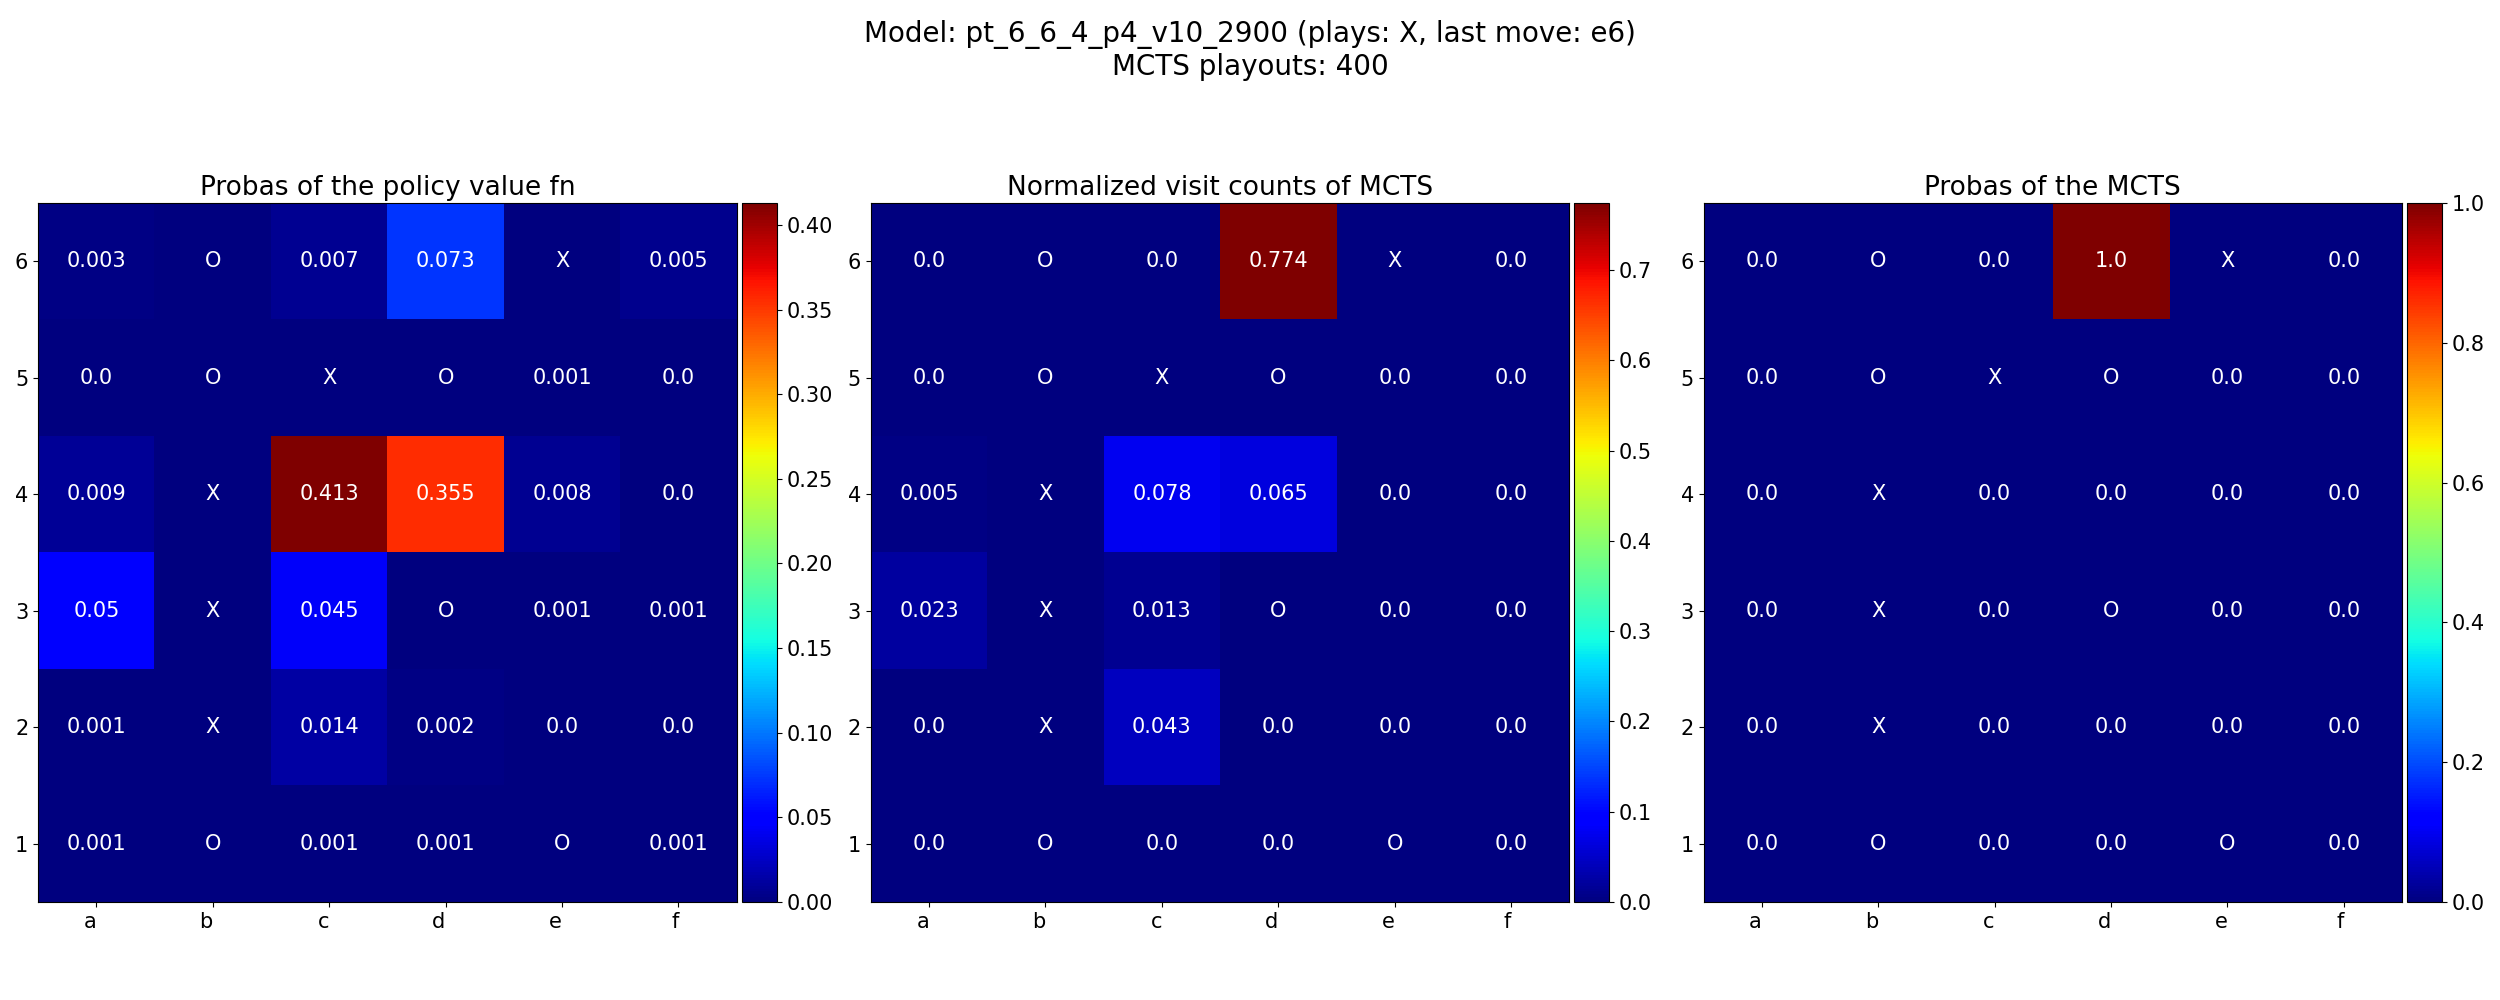 Model: pt_6_6_4_p4_v10_2900 (plays: X, last move: e6)
MCTS playouts: 400
Probas of the policy value fn
6 0.003 O 0.007 0.073 X 0.005
5 0.0 O X O 0.001 0.0
4 0.009 X 0.413 0.355 0.008 0.0
3 0.05 X 0.045 O 0.001 0.001
2 0.001 X 0.014 0.002 0.0 0.0
1 0.001 O 0.001 0.001 O 0.001
a b c d e f
0.40
0.35
0.30
0.25
0.20
0.15
0.10
0.05
0.00
Normalized visit counts of MCTS
6 0.0 O 0.0 0.774 X 0.0
5 0.0 O X O 0.0 0.0
4 0.005 X 0.078 0.065 0.0 0.0
3 0.023 X 0.013 O 0.0 0.0
2 0.0 X 0.043 0.0 0.0 0.0
1 0.0 O 0.0 0.0 O 0.0
a b c d e f
0.7
0.6
0.5
0.4
0.3
0.2
0.1
0.0
Probas of the MCTS
6 0.0 O 0.0 1.0 X 0.0
5 0.0 O X O 0.0 0.0
4 0.0 X 0.0 0.0 0.0 0.0
3 0.0 X 0.0 O 0.0 0.0
2 0.0 X 0.0 0.0 0.0 0.0
1 0.0 O 0.0 0.0 O 0.0
a b c d e f
1.0
0.8
0.6
0.4
0.2
0.0